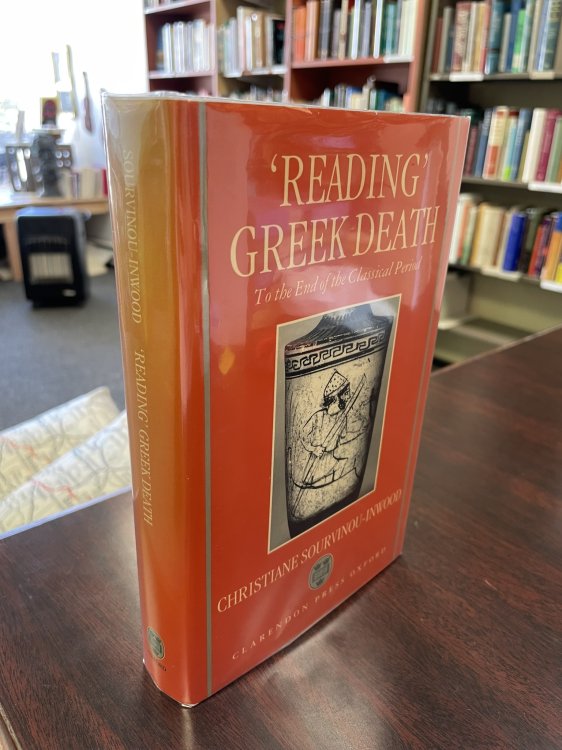 SOURVINOU-INWOOD 'READING' GREEK DEATH
'READING'
GREEK DEATH
To the End of the Classical Period
CHRISTIANE SOURVINOU-INWOOD
CLARENDON PRESS OXFORD